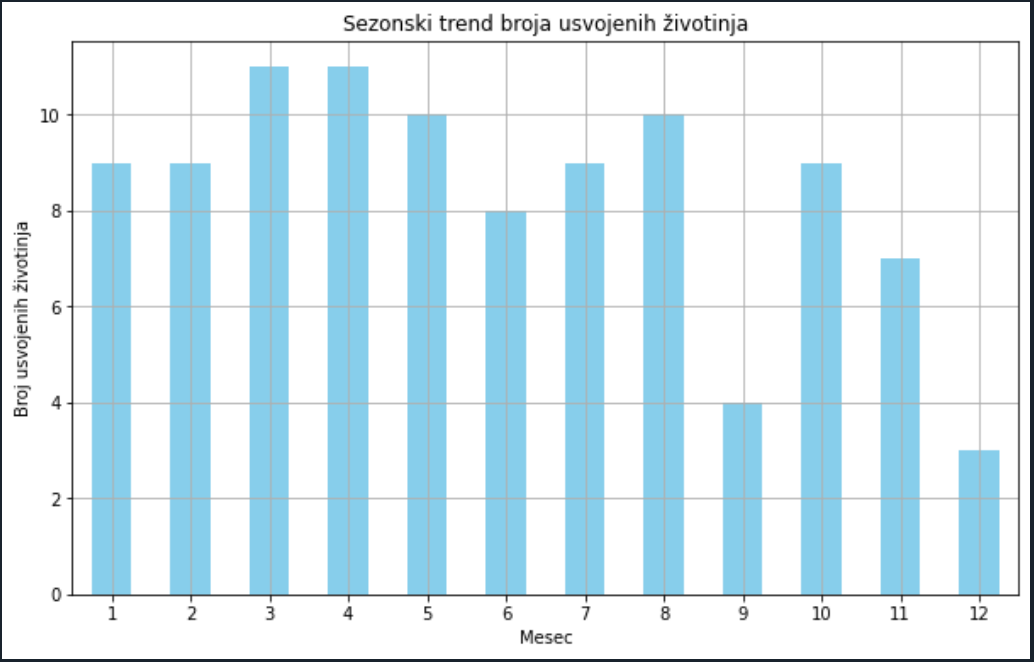 Sezonski trend broja usvojenih životinja
Broj usvojenih životinja
10
8
6
4
2
0
1 2 3 4 5 6 7 8 9 10 11 12
Mesec